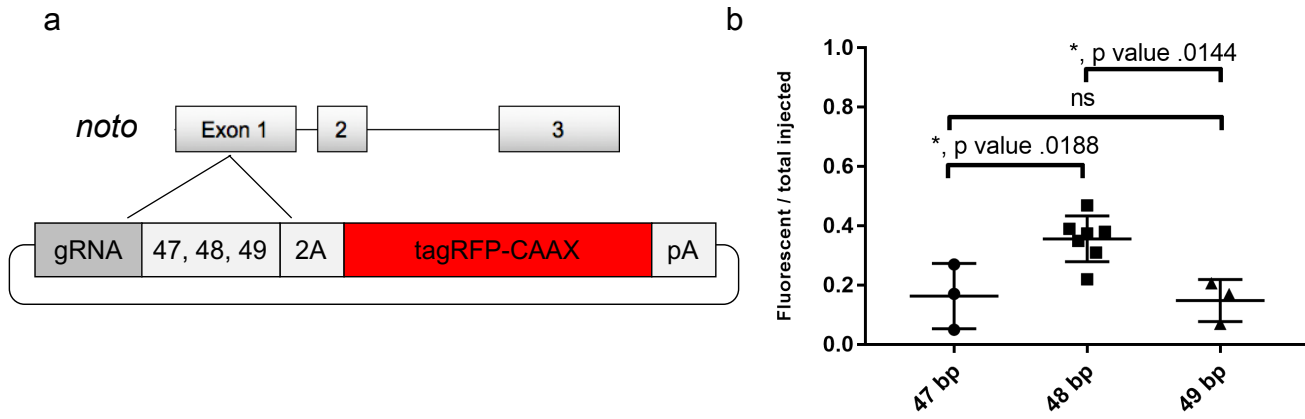 a
noto
Exon 1
2
3
gRNA
47, 48, 49
2A
tagRFP-CAAX
pA
b
Fluorescent / total injected
1.0
0.8
0.6
0.4
0.2
0.0
*, p value .0144
ns
*, p value .0188
47 bp
48 bp
49 bp